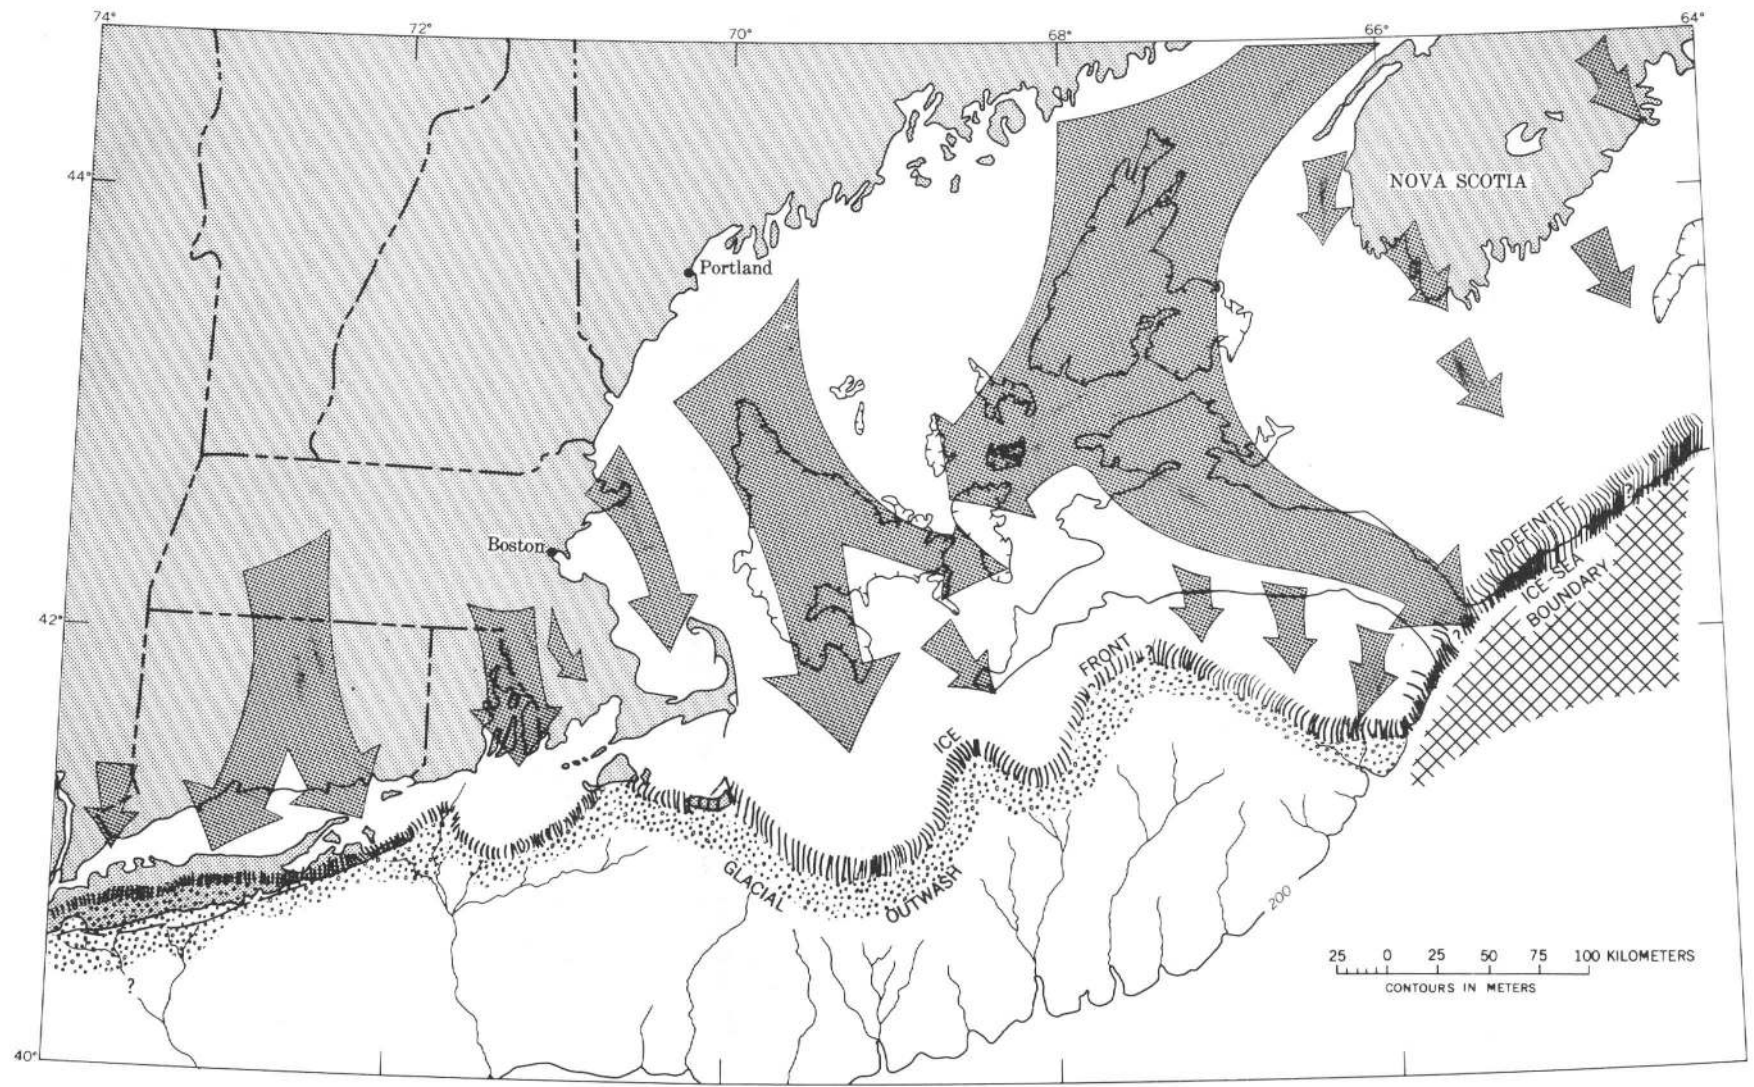 74°
72°
70°
68°
66°
64°
44°
NOVA SCOTIA
Portland
Boston
INDEFINITE
?
ICE-SEA
BOUNDARY
42°
?
FRONT
?
ICE
GLACIAL
OUTWASH
200
?
25 0 25 50 75 100 KILOMETERS
CONTOURS IN METERS
40°